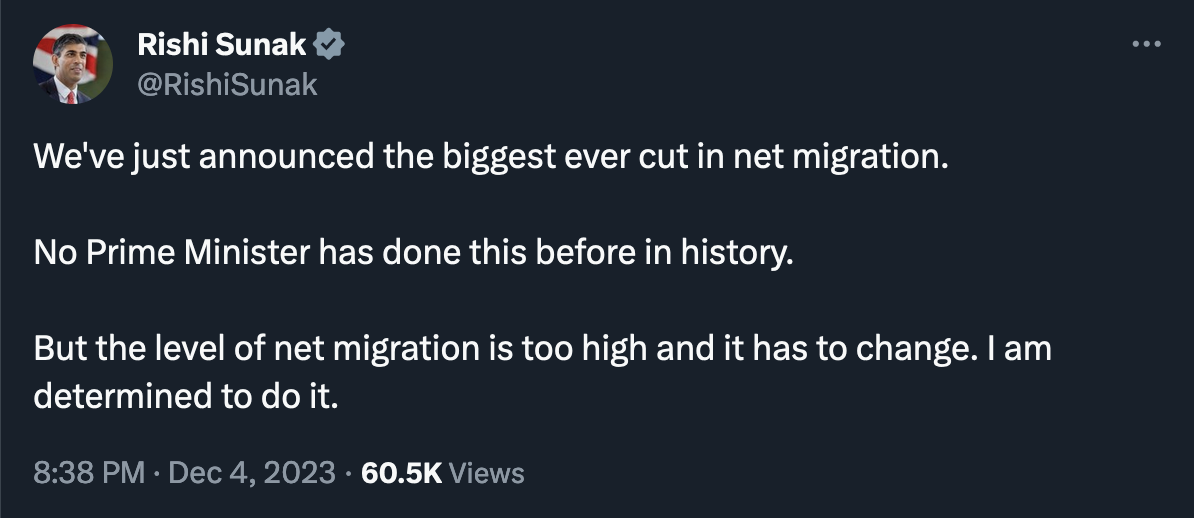 Rishi Sunak
@RishiSunak
We've just announced the biggest ever cut in net migration.
No Prime Minister has done this before in history.
But the level of net migration is too high and it has to change. I am
determined to do it.
8:38 PM · Dec 4, 2023 · 60.5K Views